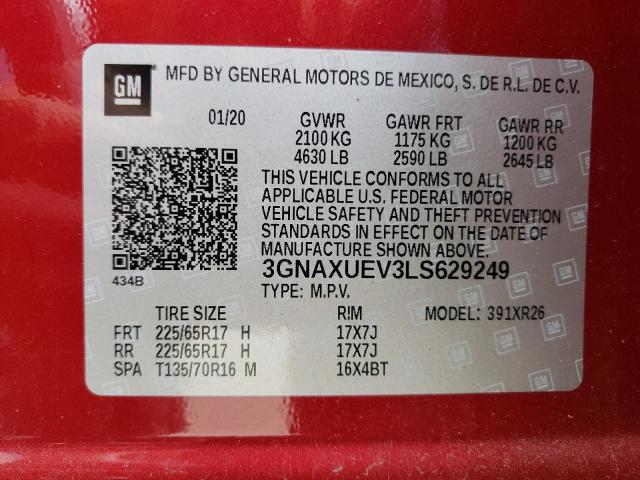 GM MFD BY GENERAL MOTORS DE MEXICO, S. DE R.L. DE C.V.
01/20 GVWR GAWR FRT GAWR RR
2100 KG 1175 KG 1200 KG
4630 LB 2590 LB 2645 LB
THIS VEHICLE CONFORMS TO ALL
APPLICABLE U.S. FEDERAL MOTOR
VEHICLE SAFETY AND THEFT PREVENTION
STANDARDS IN EFFECT ON THE DATE
OF MANUFACTURE SHOWN ABOVE.
434B 3GNAXUEV3LS629249
TYPE: M.P.V.
TIRE SIZE RIM MODEL: 391XR26
FRT 225/65R17 H 17X7J
RR 225/65R17 H 17X7J
SPA T135/70R16 M 16X4BT